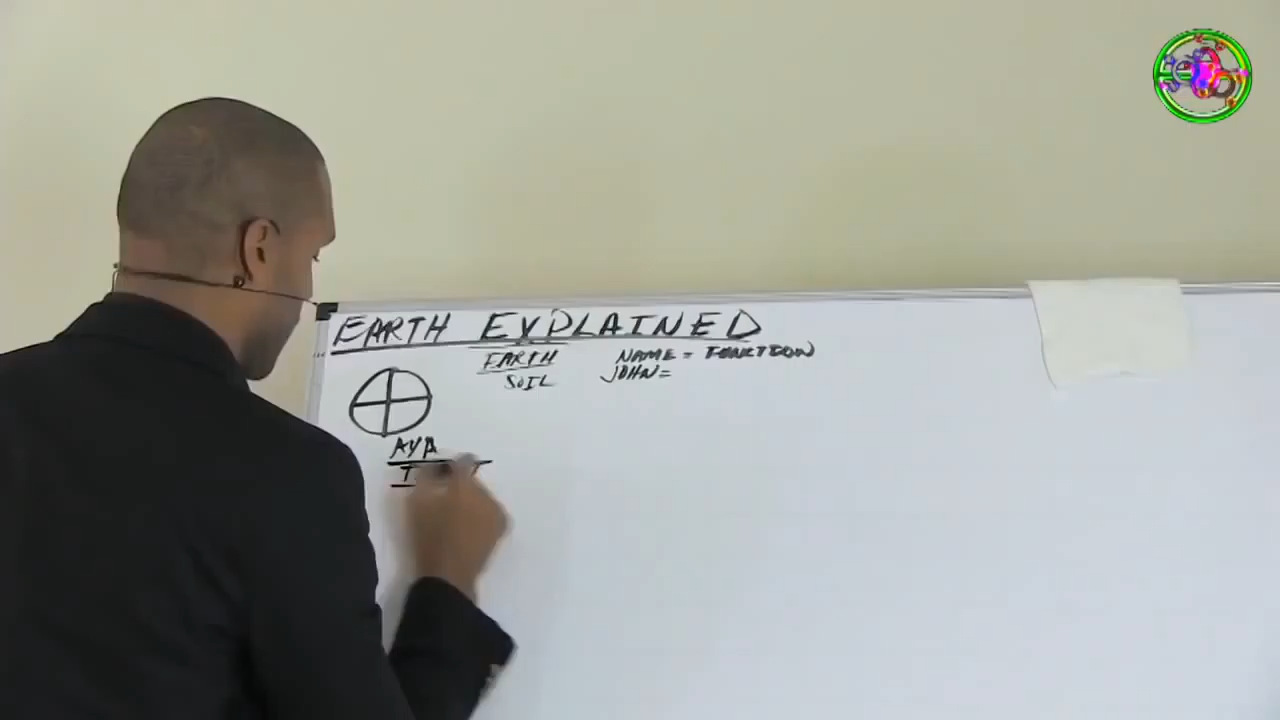 EARTH EXPLAINED
EARTH
SOIL
NAME = FUNCTION
JOHN =
AYA